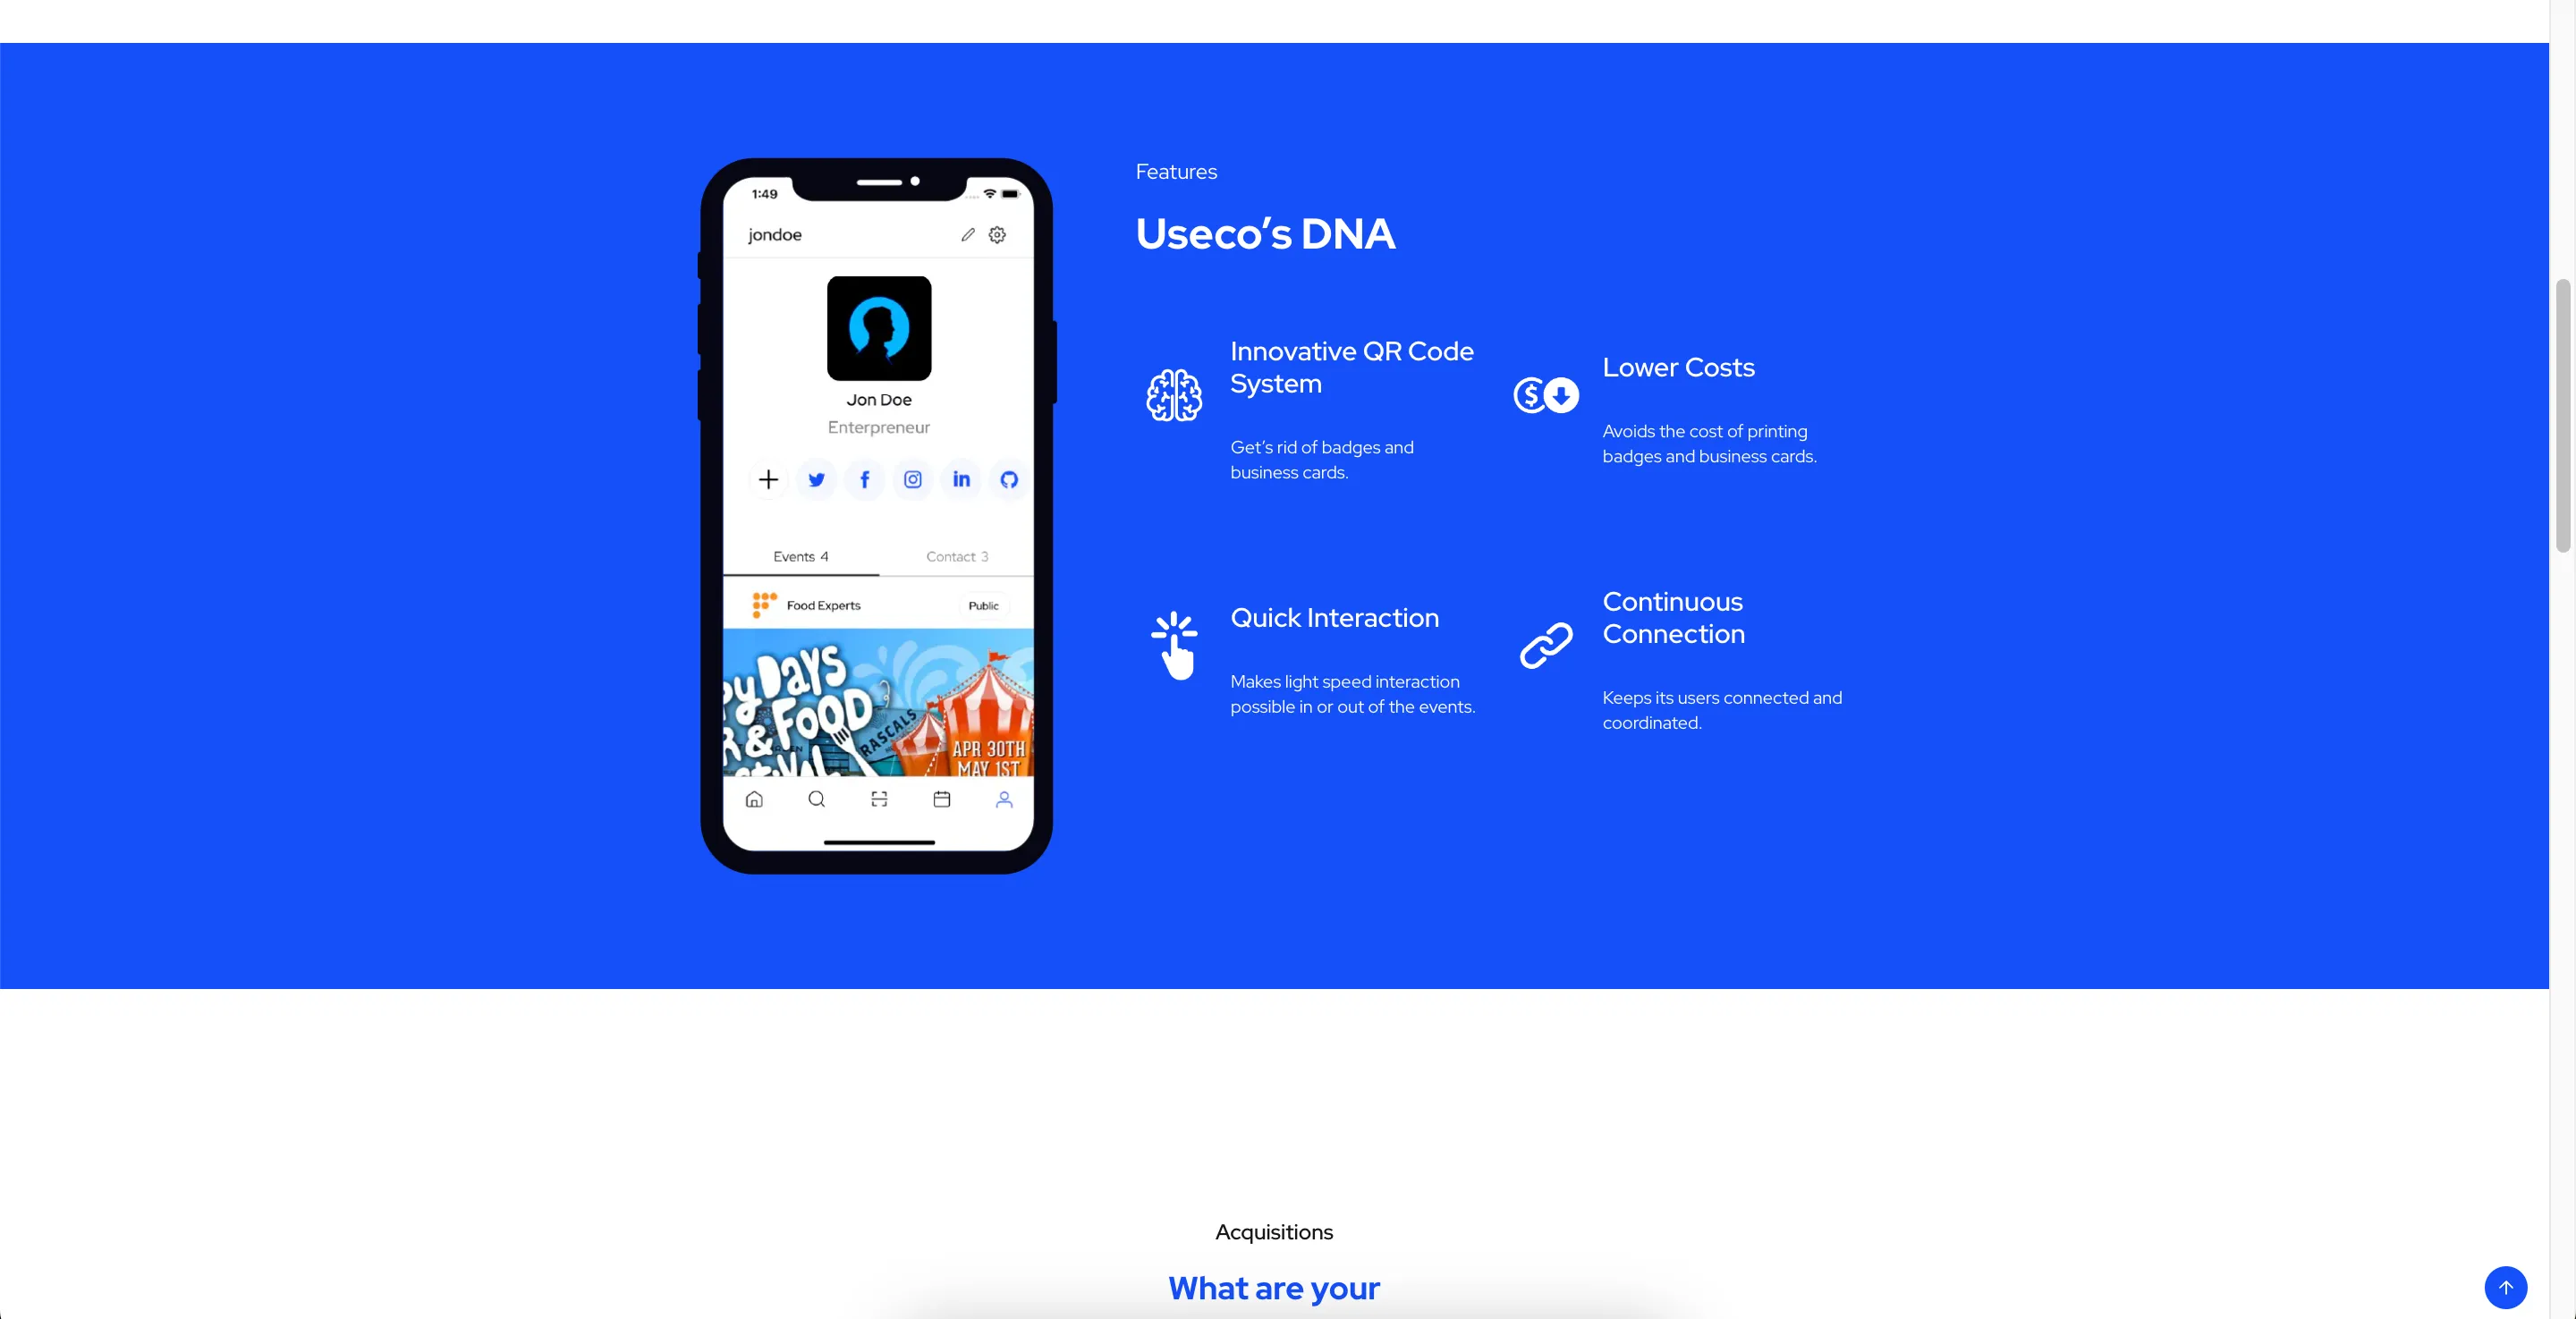 1:49
jondoe
Jon Doe
Enterpreneur
Events 4
Contact 3
Food Experts
Public
DAYS
& FOOD
RASCALS
APR 30TH
MAY 1ST
Features
Useco’s DNA
Innovative QR Code
System
Get’s rid of badges and
business cards.
Lower Costs
Avoids the cost of printing
badges and business cards.
Quick Interaction
Makes light speed interaction
possible in or out of the events.
Continuous
Connection
Keeps its users connected and
coordinated.
Acquisitions
What are your